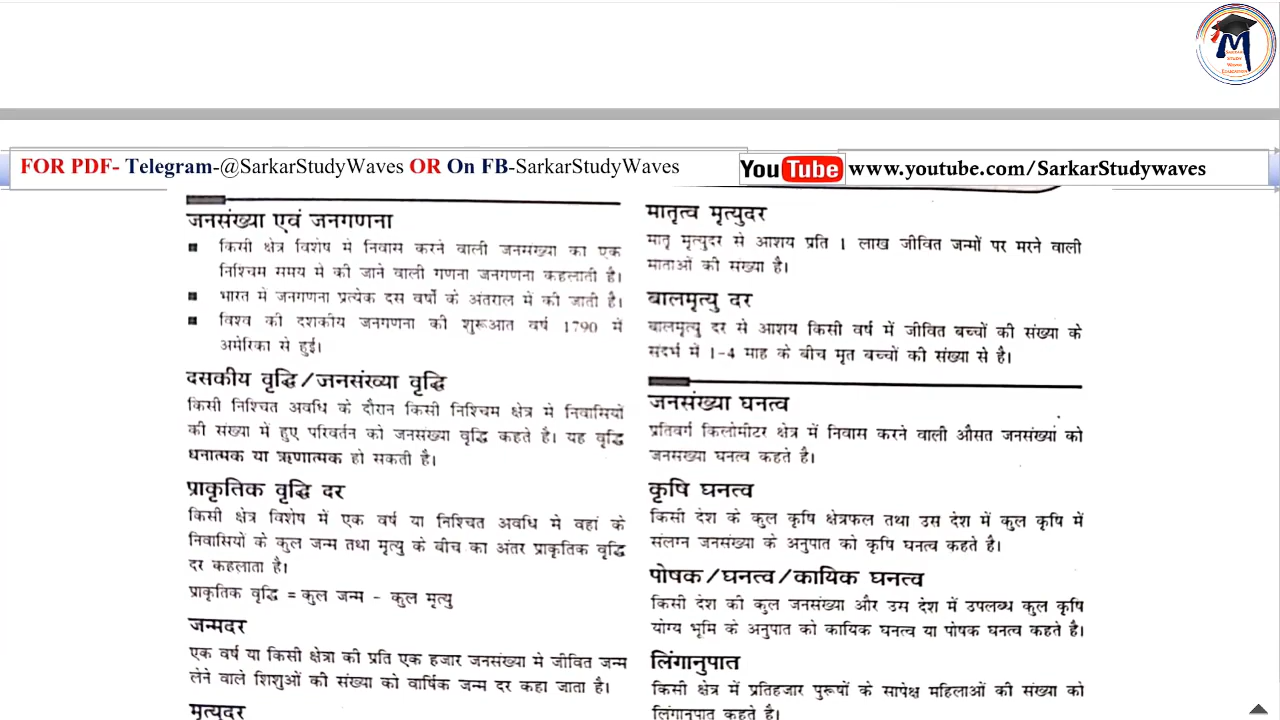 SARKAR
STUDY
WAVES
EDUCATION
FOR PDF- Telegram-@SarkarStudyWaves OR On FB-SarkarStudyWaves
YouTube www.youtube.com/SarkarStudywaves
जनसंख्या एवं जनगणना
किसी क्षेत्र विशेष में निवास करने वाली जनसख्या का एक
निश्चिम समय मे की जाने वाली गणना जनगणना कहलाती है।
भारत में जनगणना प्रत्येक दस वर्षों के अंतराल में की जाती है।
विश्व की दशकीय जनगणना की शुरूआत वर्ष 1790 में
अमेरिका से हुई।
दसकीय वृद्धि/जनसंख्या वृद्धि
किसी निश्चित अवधि के दौरान किसी निश्चिम क्षेत्र मे निवासियों
की संख्या में हुए परिवर्तन को जनसंख्या वृद्धि कहते है। यह वृद्धि
धनात्मक या ऋणात्मक हो सकती है।
प्राकृतिक वृद्धि दर
किसी क्षेत्र विशेष में एक वर्ष या निश्चित अवधि मे वहां के
निवासियों के कुल जन्म तथा मृत्यु के बीच का अंतर प्राकृतिक वृद्धि
दर कहलाता है।
प्राकृतिक वृद्धि = कुल जन्म - कुल मृत्यु
जन्मदर
एक वर्ष या किसी क्षेत्रा की प्रति एक हजार जनसंख्या मे जीवित जन्म
लेने वाले शिशुओं की संख्या को वार्षिक जन्म दर कहा जाता है।
मृत्युदर
मातृत्व मृत्युदर
मातृ मृत्युदर से आशय प्रति 1 लाख जीवित जन्मों पर मरने वाली
माताओं की संख्या है।
बालमृत्यु दर
बालमृत्यु दर से आशय किसी वर्ष में जीवित बच्चों की संख्या के
संदर्भ में 1-4 माह के बीच मृत बच्चों की संख्या से है।
जनसंख्या घनत्व
प्रतिवर्ग किलोमीटर क्षेत्र में निवास करने वाली औसत जनसंख्या को
जनसख्या घनत्व कहते है।
कृषि घनत्व
किसी देश के कुल कृषि क्षेत्रफल तथा उस देश में कुल कृषि में
संलग्न जनसंख्या के अनुपात को कृषि घनत्व कहते है।
पोषक/घनत्व/कायिक घनत्व
किसी देश की कुल जनसंख्या और उस देश में उपलब्ध कुल कृषि
योग्य भूमि के अनुपात को कायिक घनत्व या पोषक घनत्व कहते है।
लिंगानुपात
किसी क्षेत्र में प्रतिहजार पुरूषों के सापेक्ष महिलाओं की संख्या को
लिंगानुपात कहते है।